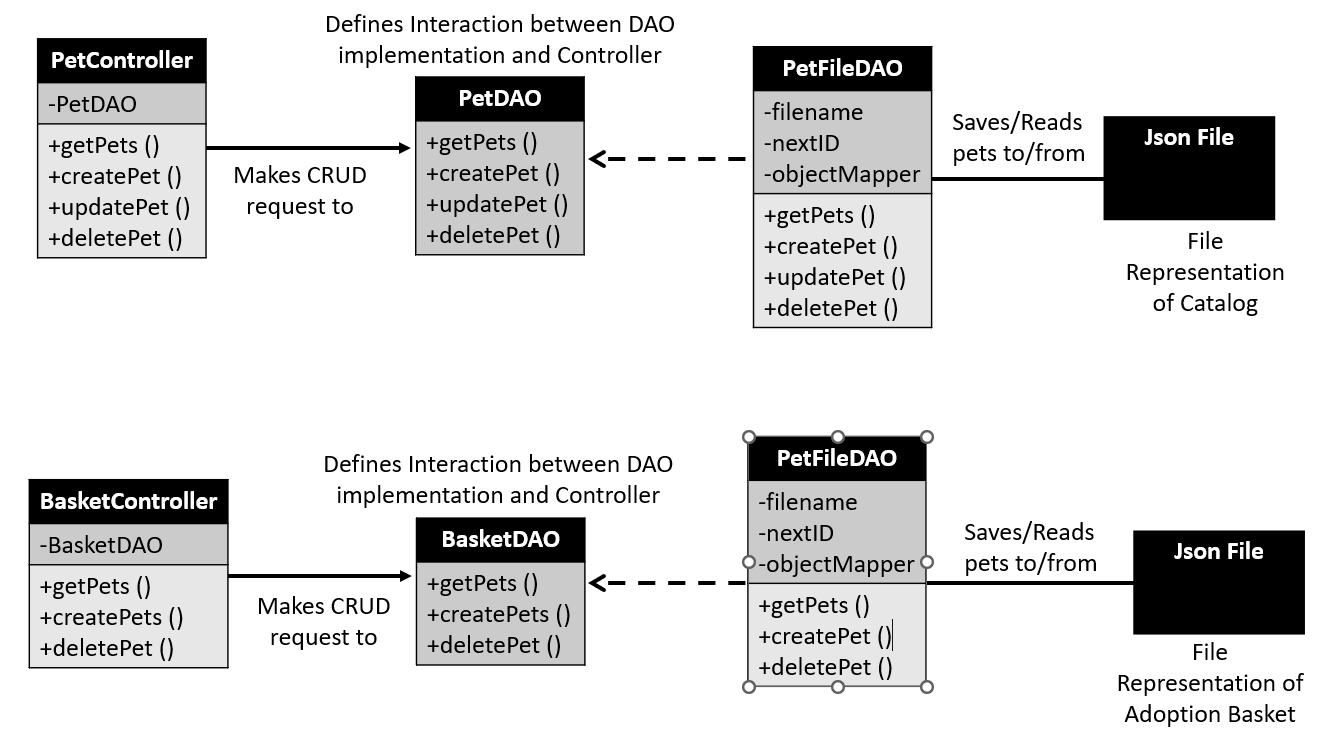 Defines Interaction between DAO
implementation and Controller
PetController
-PetDAO
+getPets ()
+createPet ()
+updatePet ()
+deletePet ()
Makes CRUD
request to
PetDAO
+getPets ()
+createPet ()
+updatePet ()
+deletePet ()
PetFileDAO
-filename
-nextID
-objectMapper
+getPets ()
+createPet ()
+updatePet ()
+deletePet ()
Saves/Reads
pets to/from
Json File
File
Representation
of Catalog
Defines Interaction between DAO
implementation and Controller
BasketController
-BasketDAO
+getPets ()
+createPets ()
+deletePet ()
Makes CRUD
request to
BasketDAO
+getPets ()
+createPets ()
+deletePet ()
PetFileDAO
-filename
-nextID
-objectMapper
+getPets ()
+createPet ()
+deletePet ()
Saves/Reads
pets to/from
Json File
File
Representation of
Adoption Basket